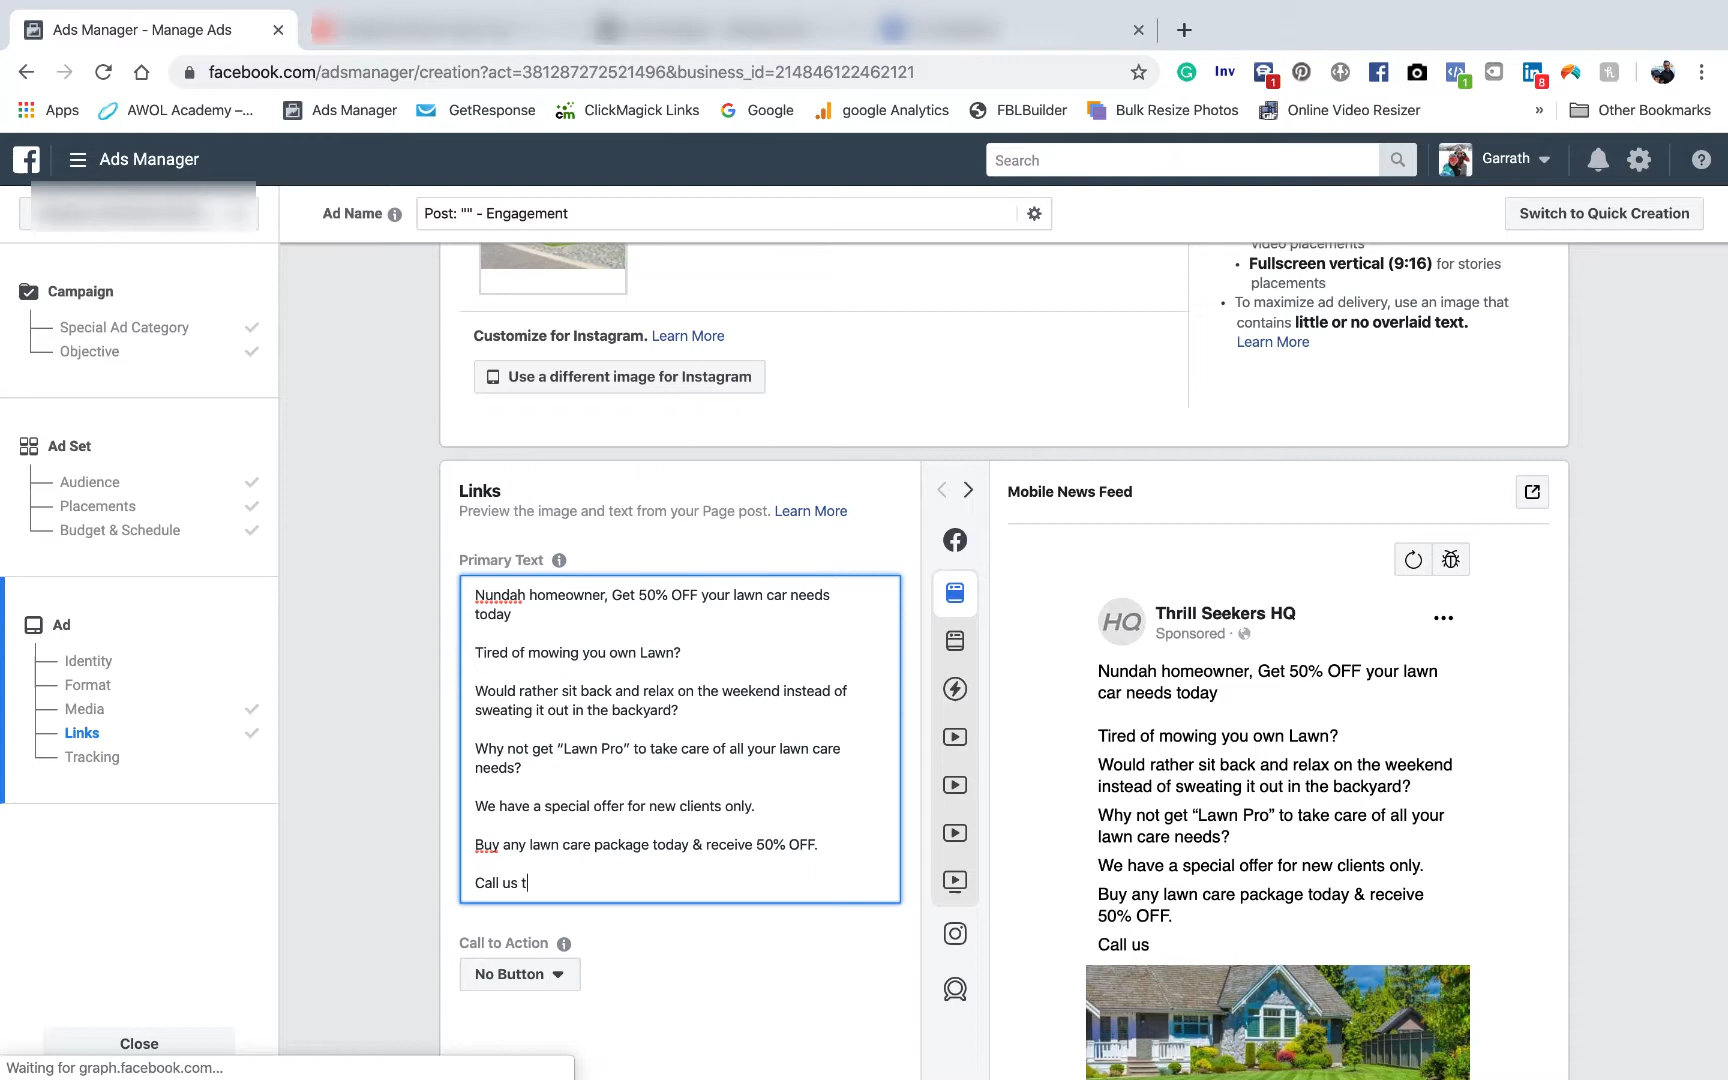 Ads Manager - Manage Ads
facebook.com/adsmanager/creation?act=381287272521496&business_id=214846122462121
Inv
1
1
8
Apps
AWOL Academy –...
Ads Manager
GetResponse
ClickMagick Links
Google
google Analytics
FBLBuilder
Bulk Resize Photos
Online Video Resizer
»
Other Bookmarks
Ads Manager
Search
Garrath
Ad Name
Post: "" - Engagement
Switch to Quick Creation
Campaign
Special Ad Category
Objective
Ad Set
Audience
Placements
Budget & Schedule
Ad
Identity
Format
Media
Links
Tracking
Close
Waiting for graph.facebook.com...
video placements
• Fullscreen vertical (9:16) for stories
placements
• To maximize ad delivery, use an image that
contains little or no overlaid text.
Learn More
Customize for Instagram. Learn More
Use a different image for Instagram
Links
Preview the image and text from your Page post. Learn More
Primary Text
Nundah homeowner, Get 50% OFF your lawn car needs
today
Tired of mowing you own Lawn?
Would rather sit back and relax on the weekend instead of
sweating it out in the backyard?
Why not get “Lawn Pro” to take care of all your lawn care
needs?
We have a special offer for new clients only.
Buy any lawn care package today & receive 50% OFF.
Call us t
Call to Action
No Button
Mobile News Feed
HQ
Thrill Seekers HQ
Sponsored ·
Nundah homeowner, Get 50% OFF your lawn
car needs today
Tired of mowing you own Lawn?
Would rather sit back and relax on the weekend
instead of sweating it out in the backyard?
Why not get “Lawn Pro” to take care of all your
lawn care needs?
We have a special offer for new clients only.
Buy any lawn care package today & receive
50% OFF.
Call us